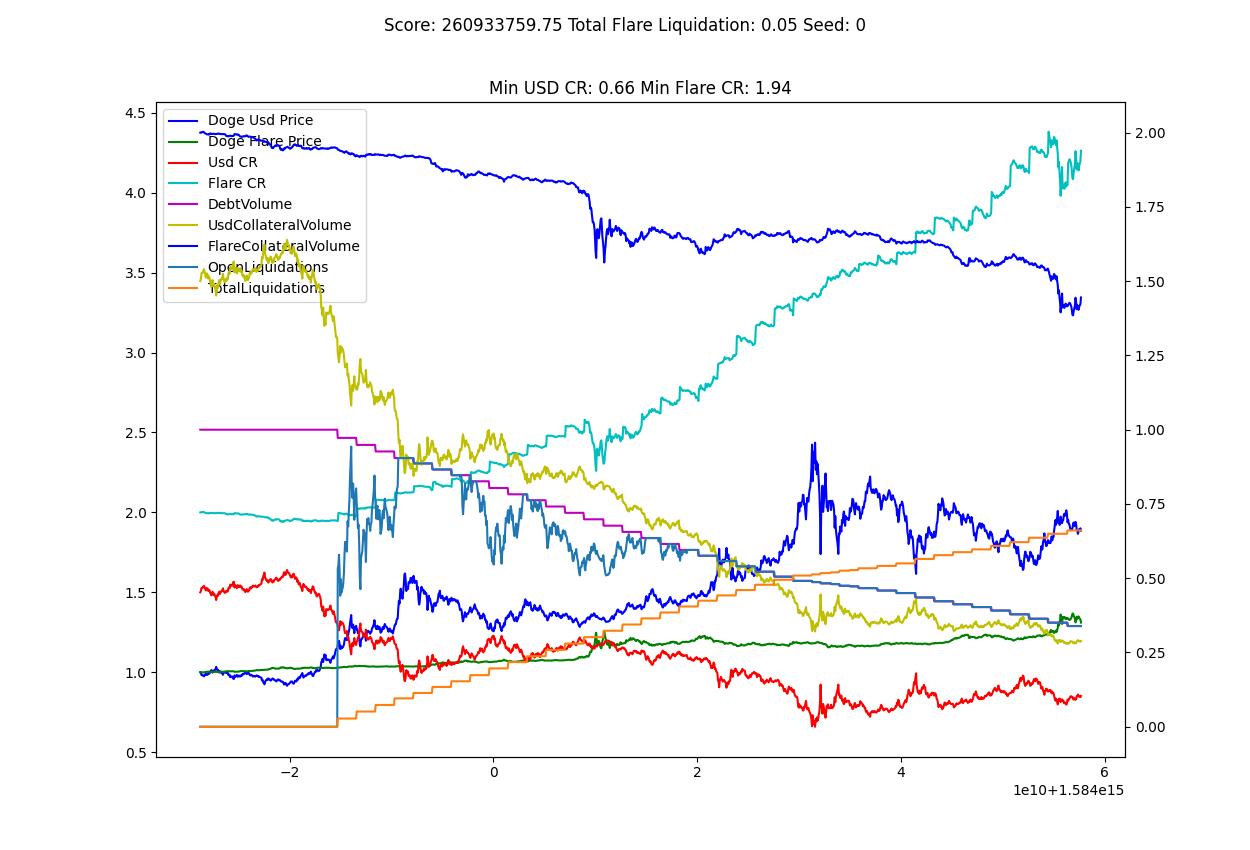 Score: 260933759.75 Total Flare Liquidation: 0.05 Seed: 0
Min USD CR: 0.66 Min Flare CR: 1.94
Doge Usd Price
Doge Flare Price
Usd CR
Flare CR
DebtVolume
UsdCollateralVolume
FlareCollateralVolume
OpenLiquidations
TotalLiquidations
4.5
4.0
3.5
3.0
2.5
2.0
1.5
1.0
0.5
2.00
1.75
1.50
1.25
1.00
0.75
0.50
0.25
0.00
−2
0
2
4
6
1e10+1.584e15